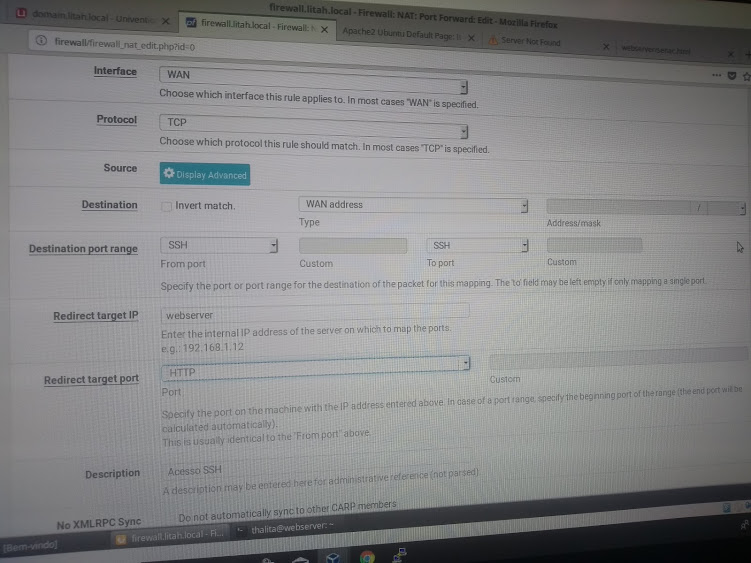 firewall.litah.local - Firewall: NAT: Port Forward: Edit - Mozilla Firefox
domain.litah.local - Univentio
firewall.litah.local - Firewall: N
Apache2 Ubuntu Default Page: I
Server Not Found
firewall/firewall_nat_edit.php?id=0
Interface
WAN
Choose which interface this rule applies to. In most cases "WAN" is specified.
Protocol
TCP
Choose which protocol this rule should match. In most cases "TCP" is specified.
Source
Display Advanced
Destination
Invert match.
WAN address
/
Type
Address/mask
Destination port range
SSH
SSH
From port
Custom
To port
Custom
Specify the port or port range for the destination of the packet for this mapping. The 'to' field may be left empty if only mapping a single port.
Redirect target IP
webserver
Enter the internal IP address of the server on which to map the ports.
e.g.: 192.168.1.12
Redirect target port
HTTP
Port
Custom
Specify the port on the machine with the IP address entered above. In case of a port range, specify the beginning port of the range (the end port will be
calculated automatically).
This is usually identical to the "From port" above.
Description
Acesso SSH
A description may be entered here for administrative reference (not parsed).
No XMLRPC Sync
Do not automatically sync to other CARP members
[Bem-vindo]
firewall.litah.local - Fi...
thalita@webserver: ~